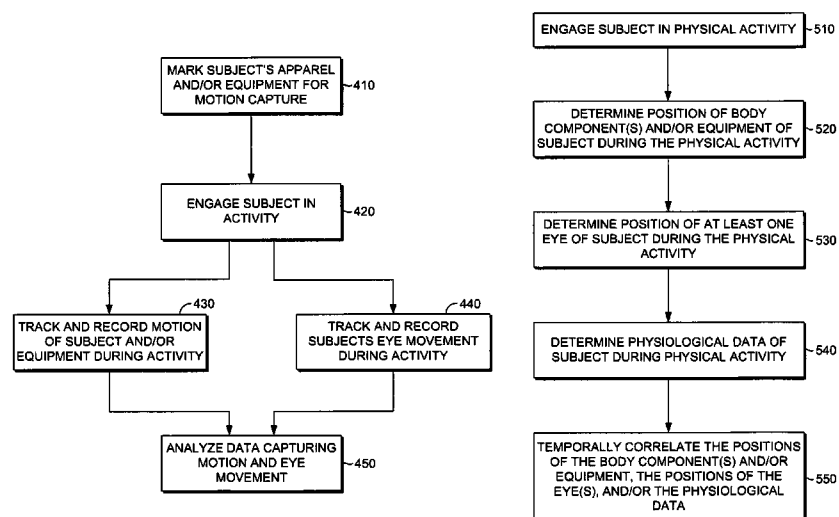 MARK SUBJECT'S APPAREL
AND/OR EQUIPMENT FOR
MOTION CAPTURE
410
ENGAGE SUBJECT IN
ACTIVITY
420
430
TRACK AND RECORD MOTION
OF SUBJECT AND/OR
EQUIPMENT DURING ACTIVITY
440
TRACK AND RECORD
SUBJECTS EYE MOVEMENT
DURING ACTIVITY
ANALYZE DATA CAPTURING
MOTION AND EYE
MOVEMENT
450
ENGAGE SUBJECT IN PHYSICAL ACTIVITY
510
DETERMINE POSITION OF BODY
COMPONENT(S) AND/OR EQUIPMENT OF
SUBJECT DURING THE PHYSICAL ACTIVITY
520
DETERMINE POSITION OF AT LEAST ONE
EYE OF SUBJECT DURING THE PHYSICAL
ACTIVITY
530
DETERMINE PHYSIOLOGICAL DATA OF
SUBJECT DURING PHYSICAL ACTIVITY
540
TEMPORALLY CORRELATE THE POSITIONS
OF THE BODY COMPONENT(S) AND/OR
EQUIPMENT, THE POSITIONS OF THE
EYE(S), AND/OR THE PHYSIOLOGICAL
DATA
550